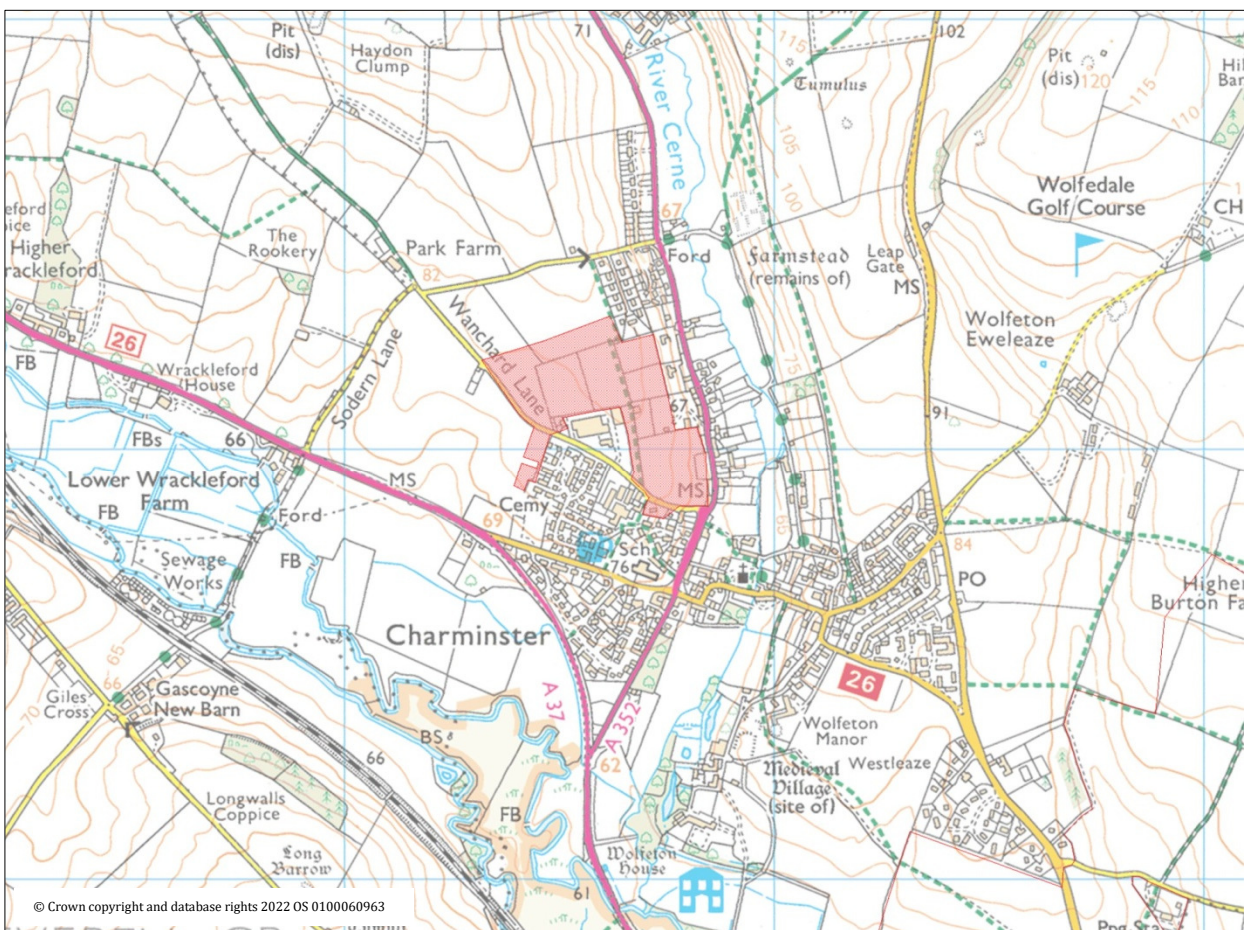 Pit
(dis)
Haydon
Clump
71
River Cerne
115
Tumulus
102
Pit
(dis)
120
115
110
105
100
Wolfedale
Golf Course
CH
67
Higher
The
Rookery
Park Farm
82
Ford
Farmstead
(remains of)
Leap
Gate
MS
Wolfeton
Eweleaze
26
FB
Wrackleford
House
Sodern Lane
Wanchard Lane
67
75
91
FBs
66
Lower Wrackleford
Farm
MS
MS
FB
Ford
Cemy
69
65
Sewage
Works
FB
Sch
76
84
PO
Higher
Charminster
65
66
Giles
Cross
Gascoyne
New Barn
70
A 37
A 352
26
Wolfeton
Manor
BS
66
62
Medieval
Village
(site of)
Westleaze
Longwalls
Coppice
FB
Long
Barrow
Wolfeton
House
61
© Crown copyright and database rights 2022 OS 0100060963